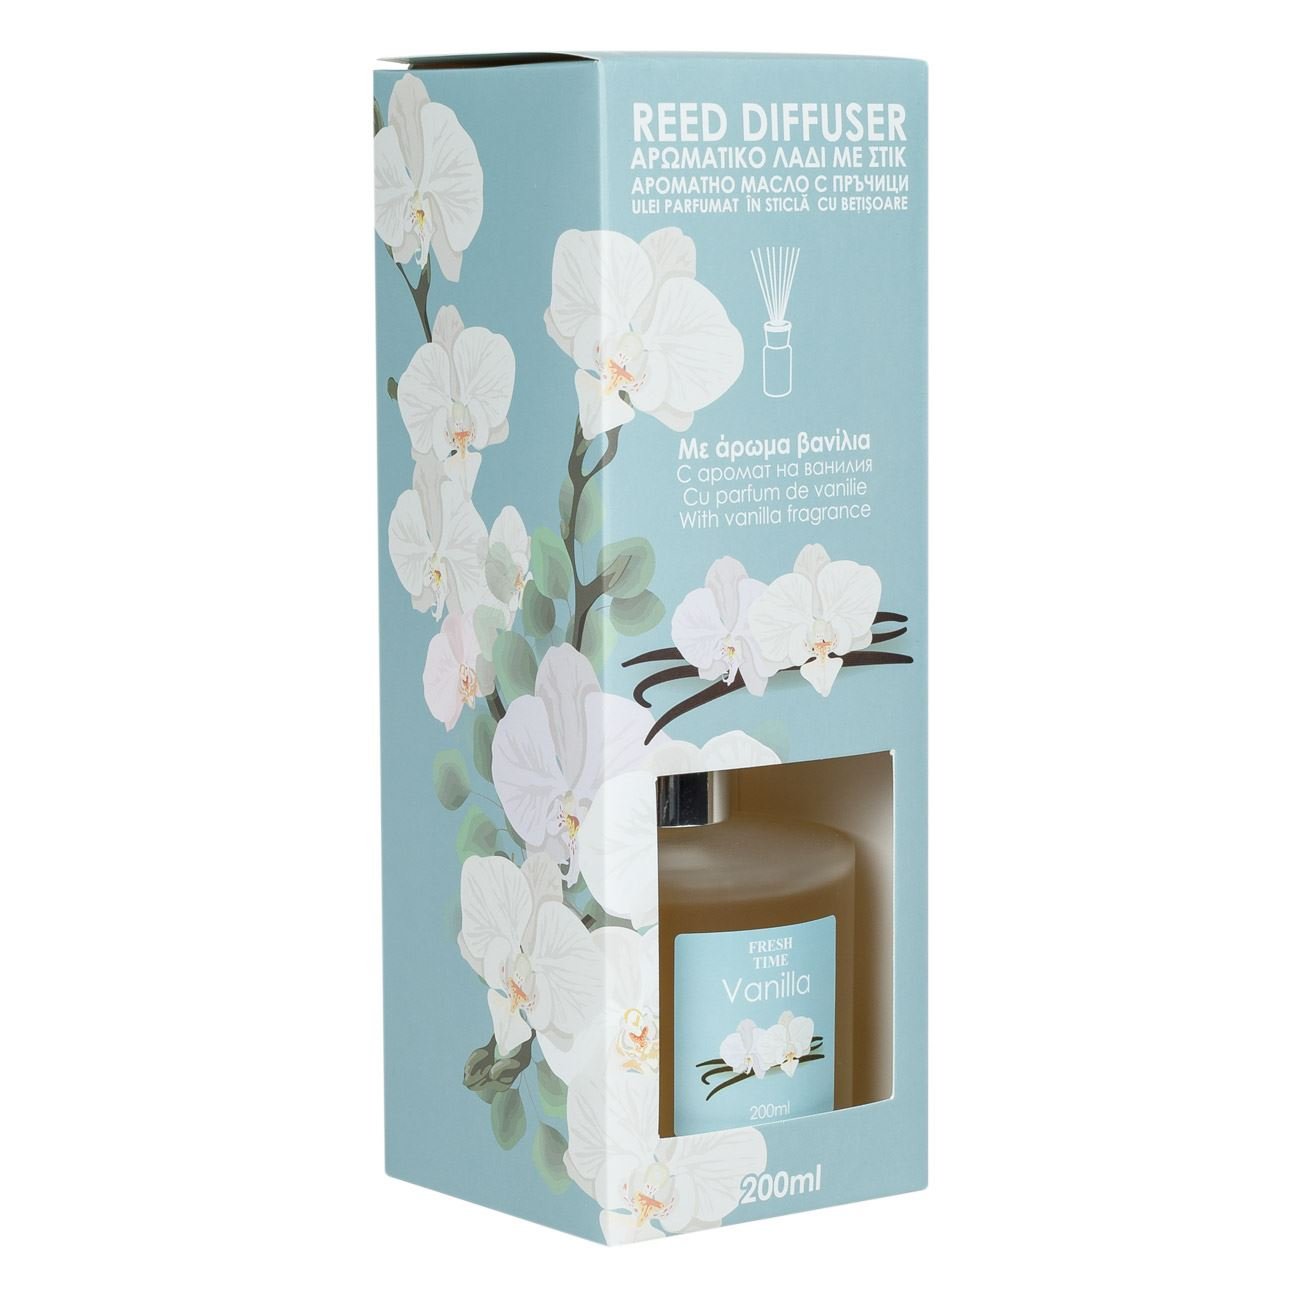 REED DIFFUSER
ΑΡΩΜΑΤΙΚΟ ΛΑΔΙ ΜΕ ΣΤΙΚ
АРОМАТНО МАСЛО С ПРЪЧИЦИ
ULEI PARFUMAT ÎN STICLĂ CU BEȚIȘOARE
Με άρωμα βανίλια
С аромат на ванилия
Cu parfum de vanilie
With vanilla fragrance
FRESH
TIME
Vanilla
200ml
200ml